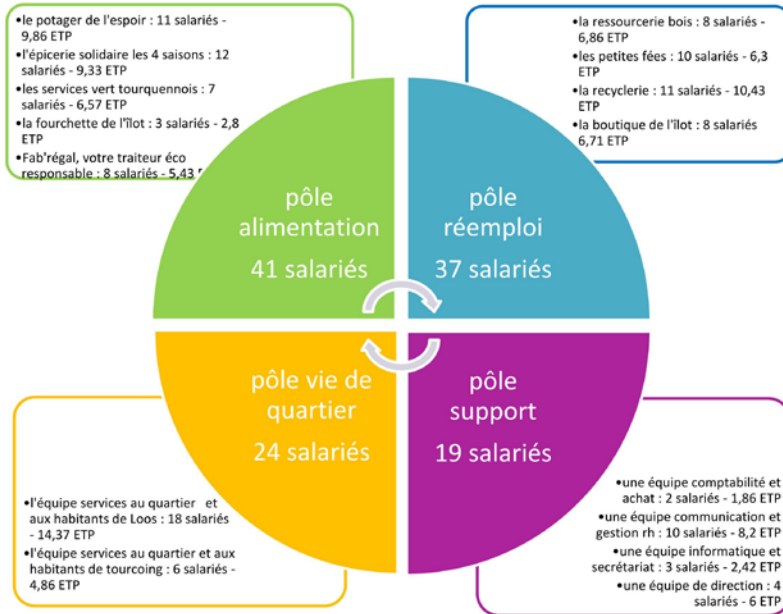 •le potager de l'espoir : 11 salariés -
9,86 ETP
•l'épicerie solidaire les 4 saisons : 12
salariés - 9,33 ETP
•les services vert tourquennois : 7
salariés - 6,57 ETP
•la fourchette de l'îlot : 3 salariés - 2,8
ETP
•Fab'régal, votre traiteur éco
responsable : 8 salariés - 5,43
•la ressourcerie bois : 8 salariés -
6,86 ETP
•les petites fées : 10 salariés - 6,3
ETP
•la recyclerie : 11 salariés - 10,43
ETP
•la boutique de l'îlot : 8 salariés
6,71 ETP
pôle
alimentation
41 salariés
pôle
réemploi
37 salariés
pôle vie de
quartier
24 salariés
pôle
support
19 salariés
•l'équipe services au quartier et
aux habitants de Loos : 18 salariés
- 14,37 ETP
•l'équipe services au quartier et aux
habitants de tourcoing : 6 salariés -
4,86 ETP
•une équipe comptabilité et
achat : 2 salariés - 1,86 ETP
•une équipe communication et
gestion rh : 10 salariés - 8,2 ETP
•une équipe informatique et
secrétariat : 3 salariés - 2,42 ETP
•une équipe de direction : 4
salariés - 6 ETP